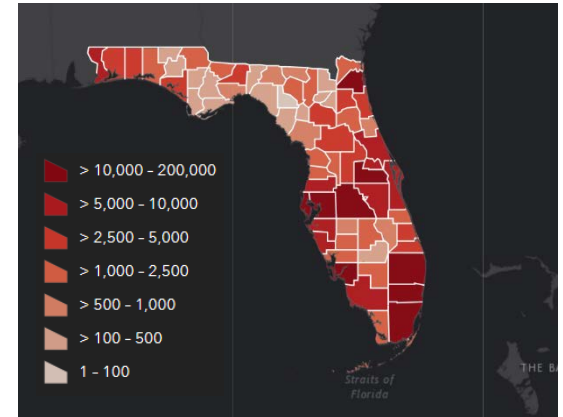 > 10,000 – 200,000
> 5,000 – 10,000
> 2,500 – 5,000
> 1,000 – 2,500
> 500 – 1,000
> 100 – 500
1 – 100
THE BA
Straits of
Florida